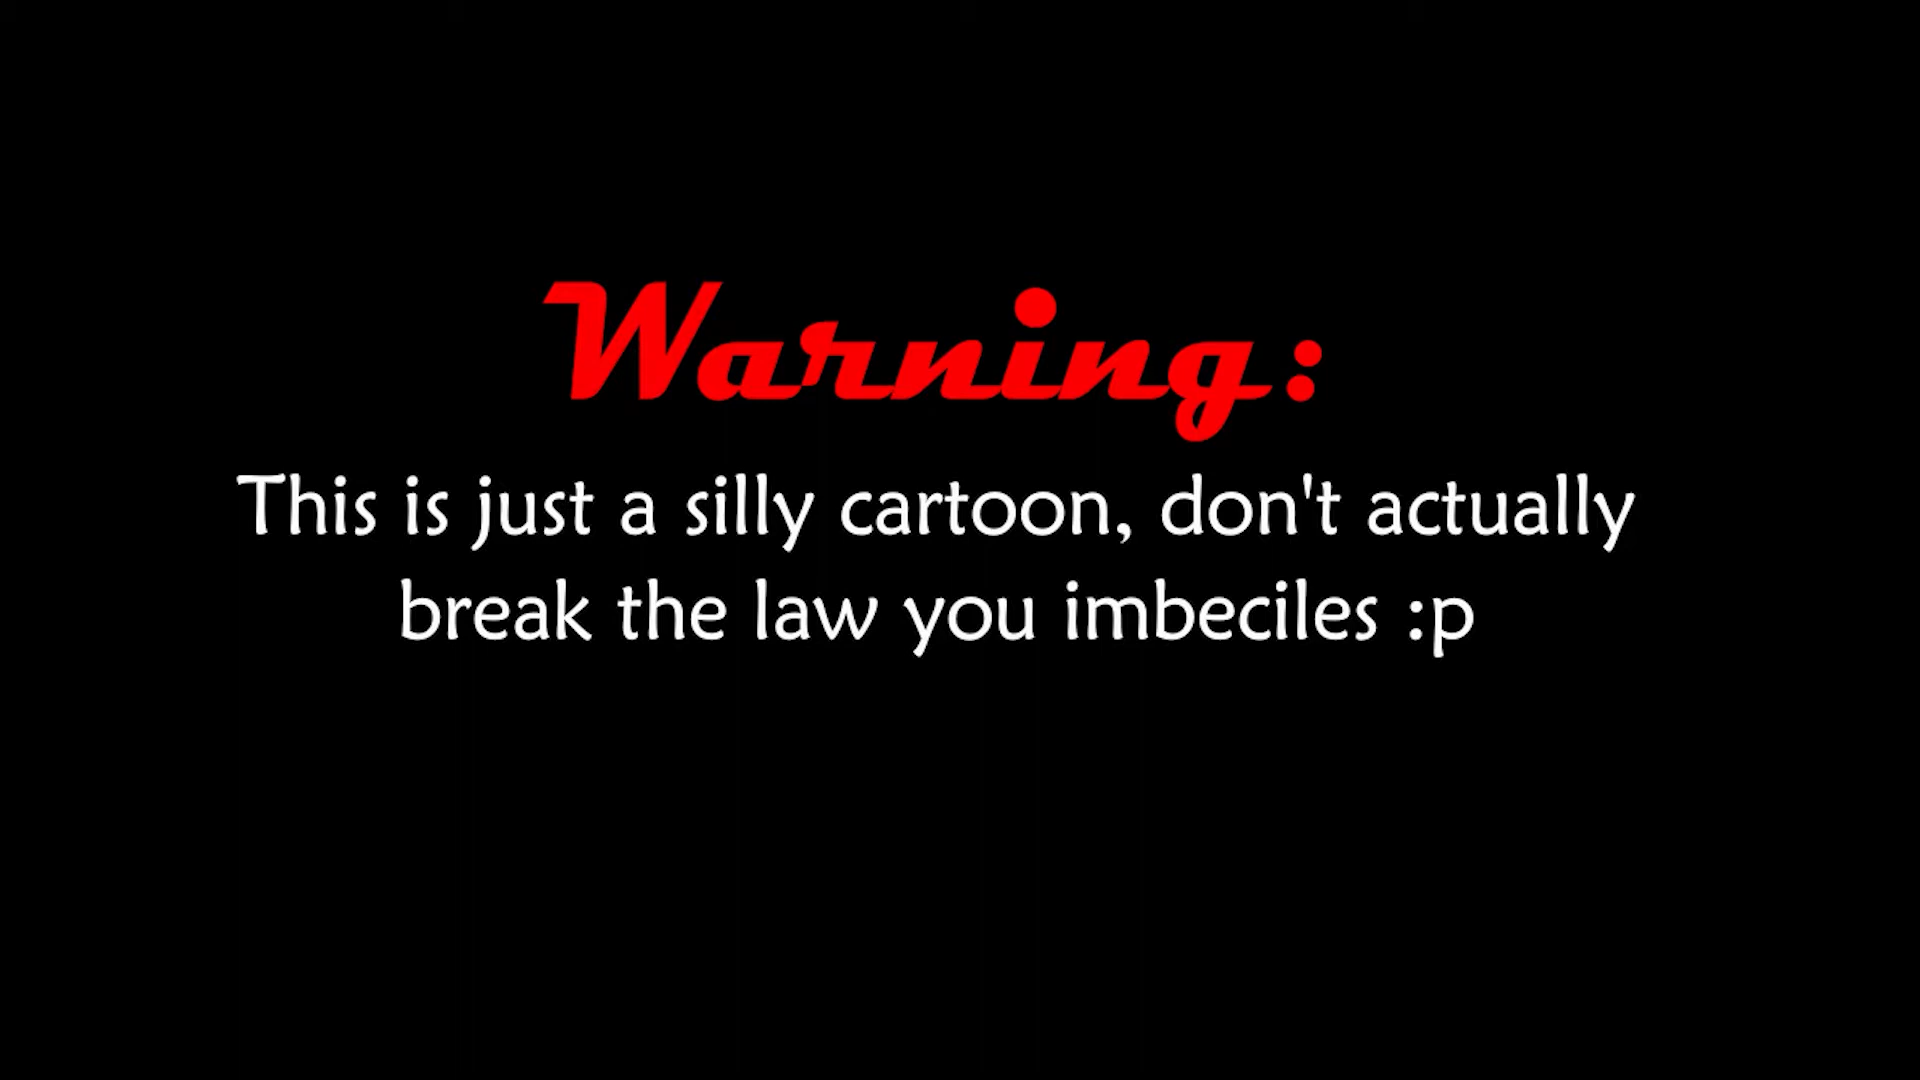 Warning:
This is just a silly cartoon, don't actually
break the law you imbeciles :p